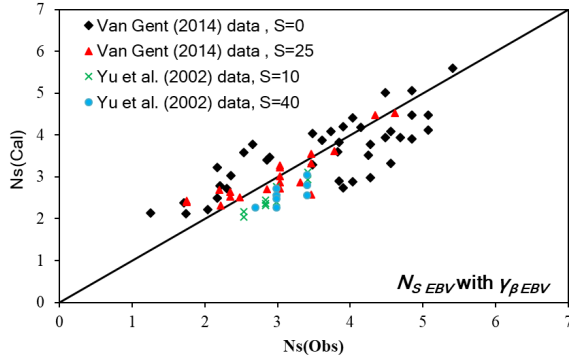 7
6
5
4
3
2
1
0
Ns(Cal)
Van Gent (2014) data , S=0
Van Gent (2014) data, S=25
Yu et al. (2002) data, S=10
Yu et al. (2002) data, S=40
N_S EBV with γ_β EBV
0 1 2 3 4 5 6 7
Ns(Obs)